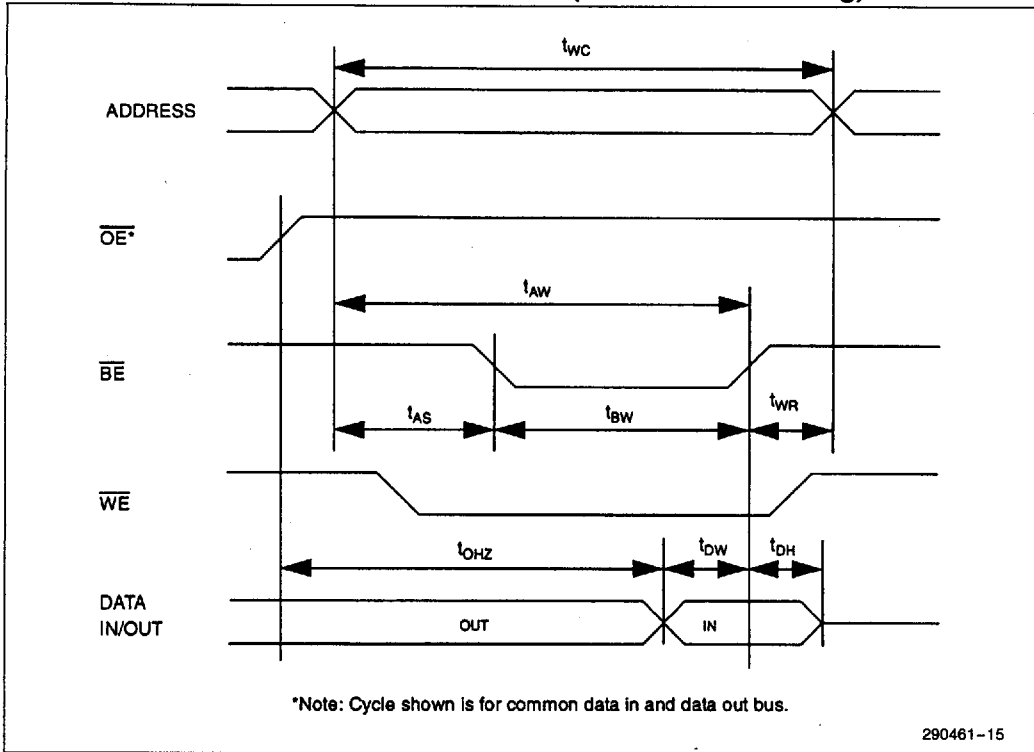 tWC
ADDRESS
OE*
tAW
BE
tAS
tBW
tWR
WE
tOHZ
tDW
tDH
DATA
IN/OUT
OUT
IN
*Note: Cycle shown is for common data in and data out bus.
290461-15